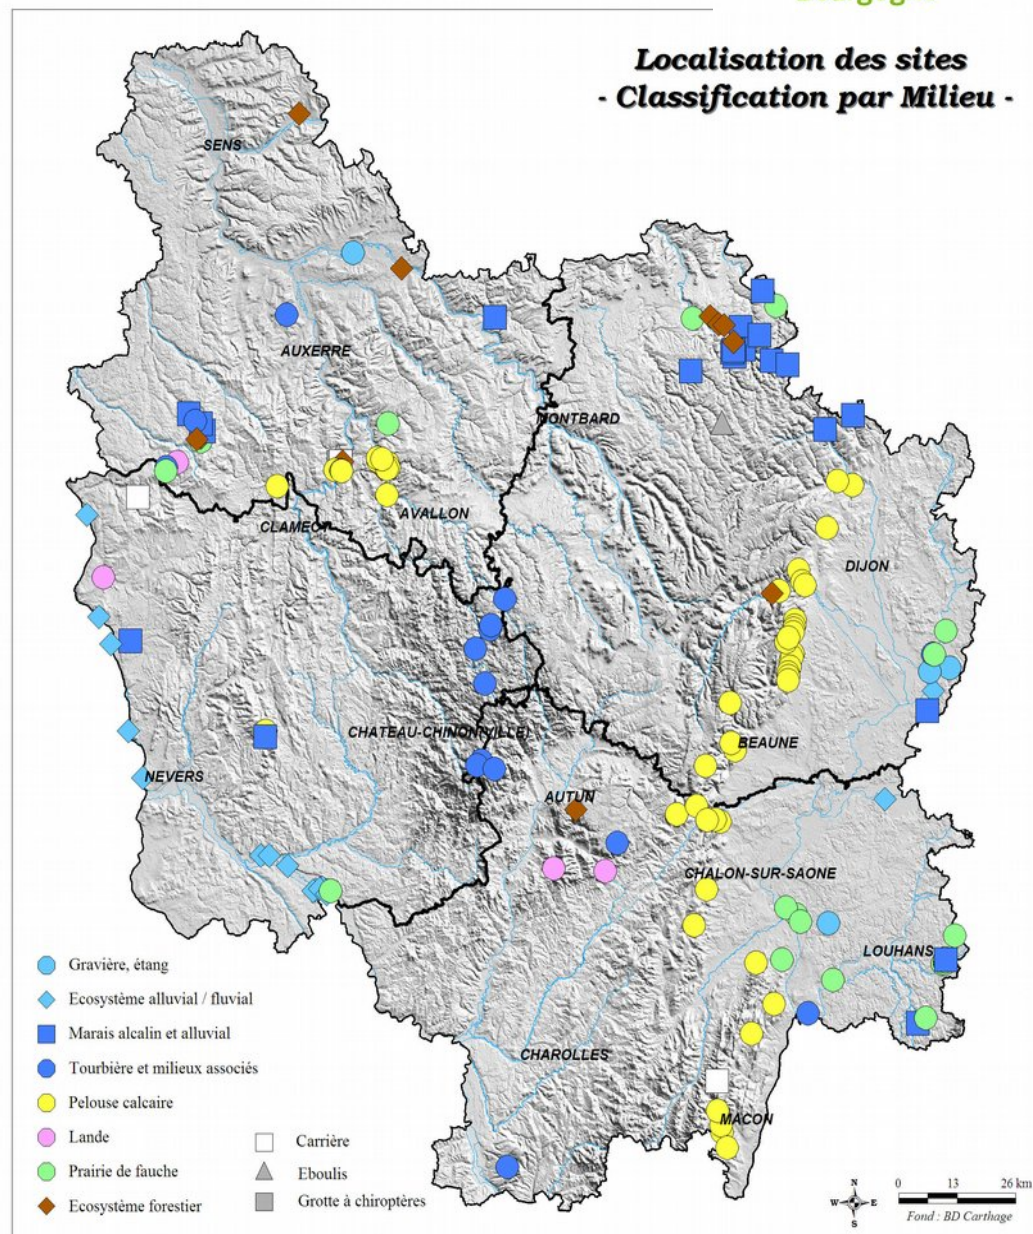 Localisation des sites
- Classification par Milieu -
SENS
AUXERRE
MONTBARD
AVALLON
CLAMECY
DIJON
CHATEAU-CHINON(VILLE)
BEAUNE
NEVERS
AUTUN
CHALON-SUR-SAONE
LOUHANS
CHAROLLES
MACON
Gravière, étang
Ecosystème alluvial / fluvial
Marais alcalin et alluvial
Tourbière et milieux associés
Pelouse calcaire
Lande
Prairie de fauche
Ecosystème forestier
Carrière
Eboulis
Grotte à chiroptères
N
W E
S
0 13 26 km
Fond : BD Carthage